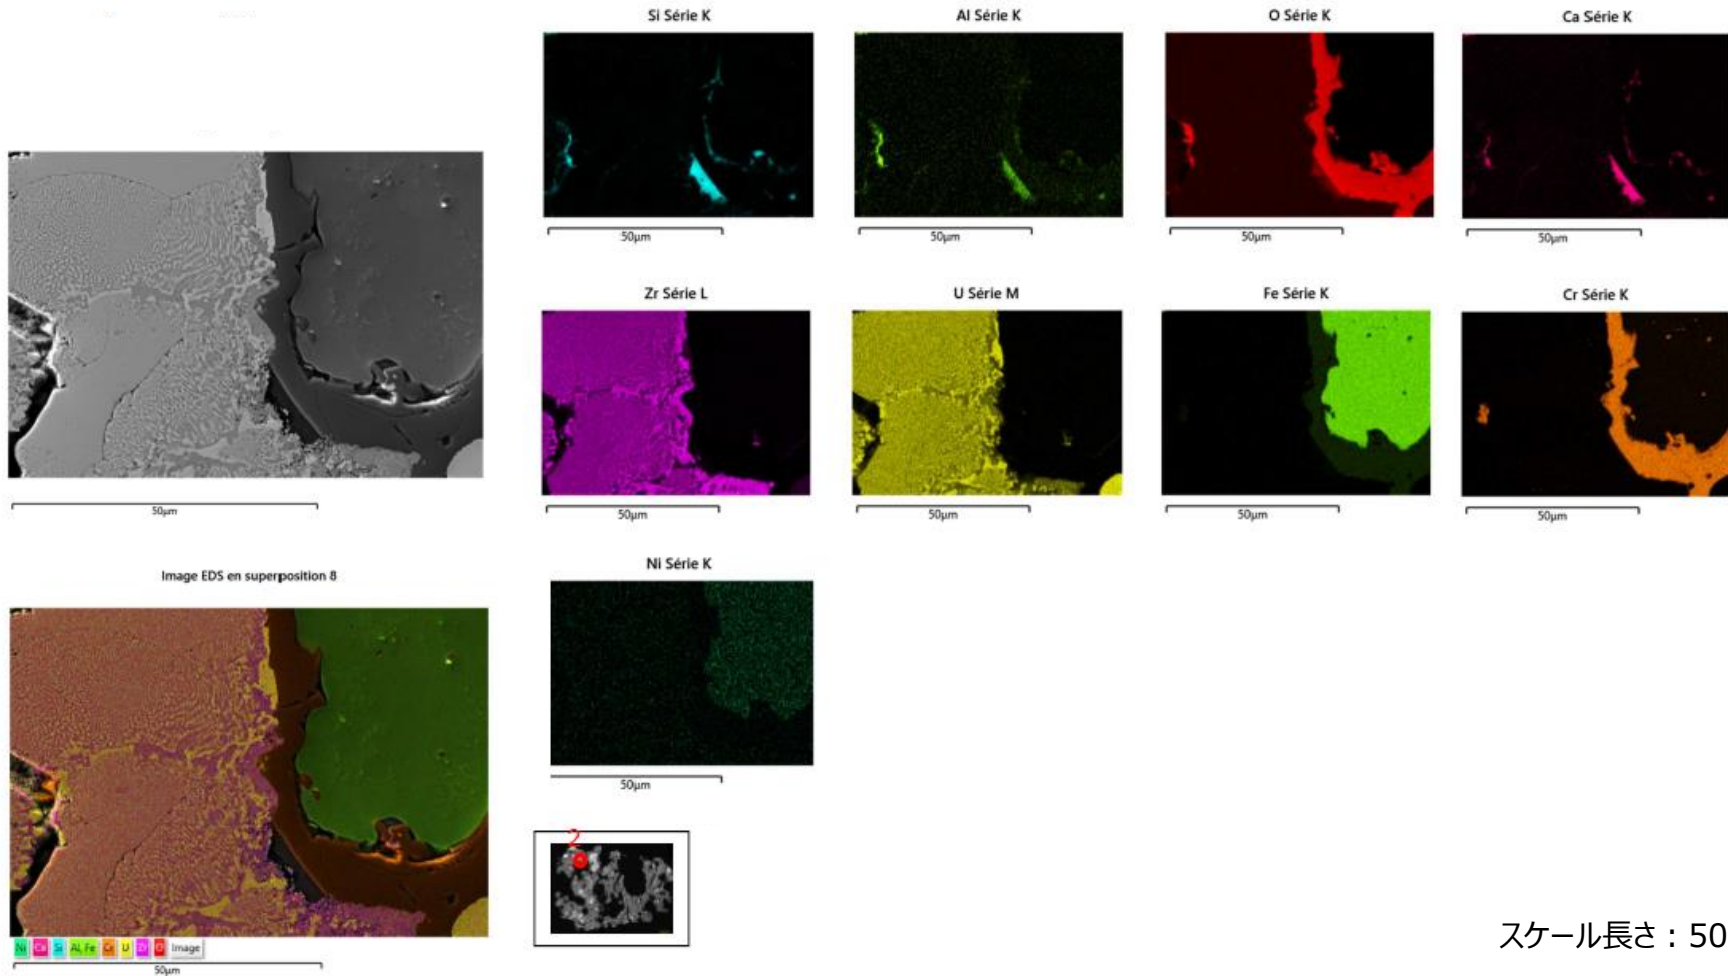 Si Série K
Al Série K
O Série K
Ca Série K
50µm
50µm
50µm
50µm
Zr Série L
U Série M
Fe Série K
Cr Série K
50µm
50µm
50µm
50µm
50µm
Image EDS en superposition 8
Ni Série K
50µm
2
Ni Ca Si Al, Fe Cr U Zr O Image
50µm
スケール長さ：50